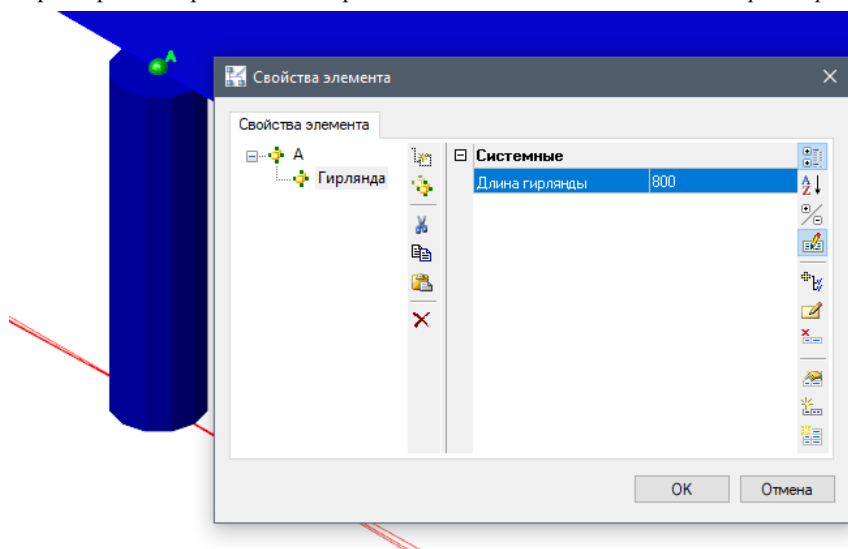 A
Свойства элемента
Свойства элемента
A
Гирлянда
Системные
Длина гирлянды 800
OK
Отмена